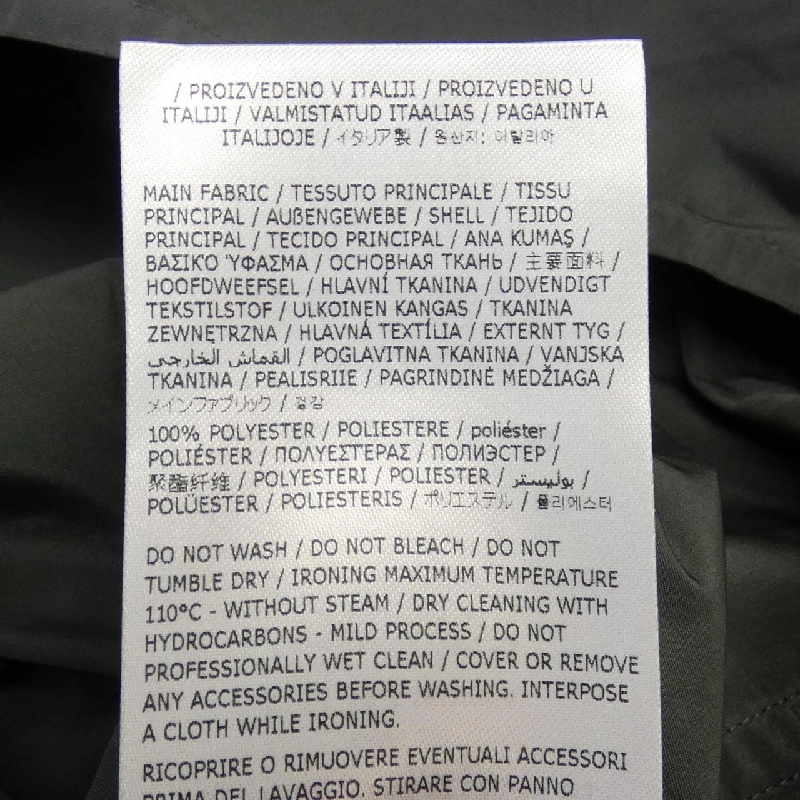 / PROIZVEDENO V ITALIJI / PROIZVEDENO U
ITALIJI / VALMISTATUD ITAALIAS / PAGAMINTA
ITALIJOJE / イタリア製 / 원산지: 이탈리아
MAIN FABRIC / TESSUTO PRINCIPALE / TISSU
PRINCIPAL / AUßENGEWEBE / SHELL / TEJIDO
PRINCIPAL / TECIDO PRINCIPAL / ANA KUMAŞ /
ΒΑΣΙΚΌ ΎΦΑΣΜΑ / ОСНОВНАЯ ТКАНЬ / 主要面料 /
HOOFDWEEFSEL / HLAVNÍ TKANINA / UDVENDIGT
TEKSTILSTOF / ULKOINEN KANGAS / TKANINA
ZEWNĘTRZNA / HLAVNÁ TEXTÍLIA / EXTERNT TYG /
القماش الخارجي / POGLAVITNA TKANINA / VANJSKA
TKANINA / PEALISRIIE / PAGRINDINĖ MEDŽIAGA /
メインファブリック / 겉감
100% POLYESTER / POLIESTERE / poliéster /
POLIÉSTER / ΠΟΛΥΕΣΤΕΡΑΣ / ПОЛИЭСТЕР /
聚酯纤维 / POLYESTERI / POLIESTER / بوليستر /
POLÜESTER / POLIESTERIS / ポリエステル / 폴리에스터
DO NOT WASH / DO NOT BLEACH / DO NOT
TUMBLE DRY / IRONING MAXIMUM TEMPERATURE
110°C - WITHOUT STEAM / DRY CLEANING WITH
HYDROCARBONS - MILD PROCESS / DO NOT
PROFESSIONALLY WET CLEAN / COVER OR REMOVE
ANY ACCESSORIES BEFORE WASHING. INTERPOSE
A CLOTH WHILE IRONING.
RICOPRIRE O RIMUOVERE EVENTUALI ACCESSORI
PRIMA DEL LAVAGGIO. STIRARE CON PANNO